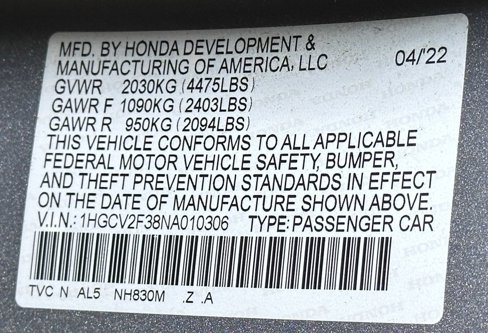 MFD. BY HONDA DEVELOPMENT &
MANUFACTURING OF AMERICA, LLC 04/22
GVWR 2030KG (4475LBS)
GAWR F 1090KG (2403LBS)
GAWR R 950KG (2094LBS)
THIS VEHICLE CONFORMS TO ALL APPLICABLE
FEDERAL MOTOR VEHICLE SAFETY, BUMPER,
AND THEFT PREVENTION STANDARDS IN EFFECT
ON THE DATE OF MANUFACTURE SHOWN ABOVE.
V.I.N.: 1HGCV2F38NA010306 TYPE: PASSENGER CAR
TVC N AL5 NH830M .Z .A